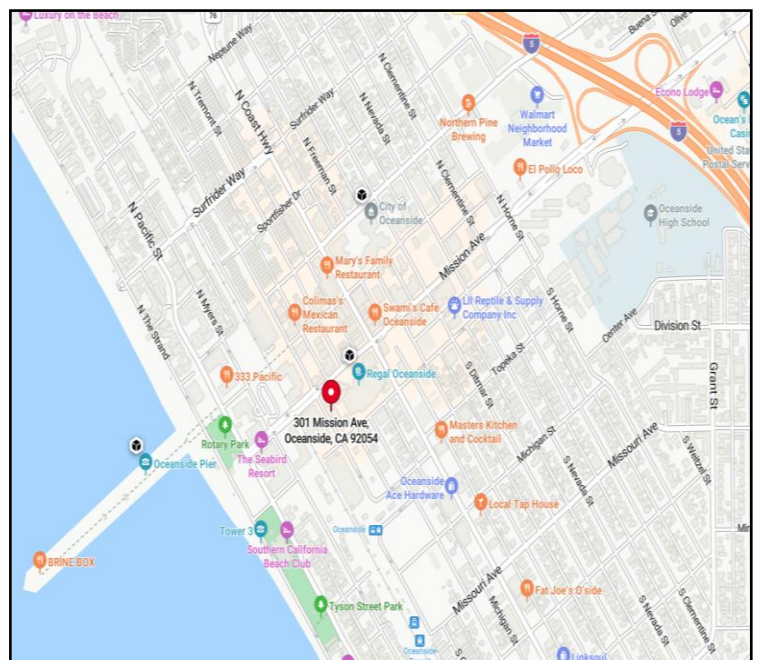 Luxury on the Beach
76
Neptune Way
Buena S
Olive
5
N Tremont St
N Coast Hwy
Surfrider Way
N Nevada St
N Clementine St
Northern Pine
Brewing
Walmart
Neighborhood
Market
Econo Lodge
Ocean's
Casi
5
United Sta
Postal Serv
N Freeman St
El Pollo Loco
Surfrider Way
Sportfisher Dr
City of
Oceanside
N Clementine St
N Horne St
Oceanside
High School
N Pacific St
Mission Ave
Mary's Family
Restaurant
N Myers St
Colimas's
Mexican
Restaurant
Swami's Cafe
Oceanside
Lil Reptile & Supply
Company Inc
S Horne St
Center Ave
Division St
N The Strand
Topeka St
Grant St
333 Pacific
Regal Oceanside
S Ditmar St
301 Mission Ave,
Oceanside, CA 92054
Rotary Park
The Seabird
Resort
Masters Kitchen
and Cocktail
Michigan St
Missouri Ave
Oceanside Pier
S Nevada St
S Weitzel St
Oceanside
Ace Hardware
Local Tap House
Tower 3
Oceanside
Southern California
Beach Club
Min
BRINE BOX
Missouri Ave
Fat Joe's O'side
Tyson Street Park
Michigan St
S Nevada St
S Clementine St
S Co
Oceanside
Linksoul